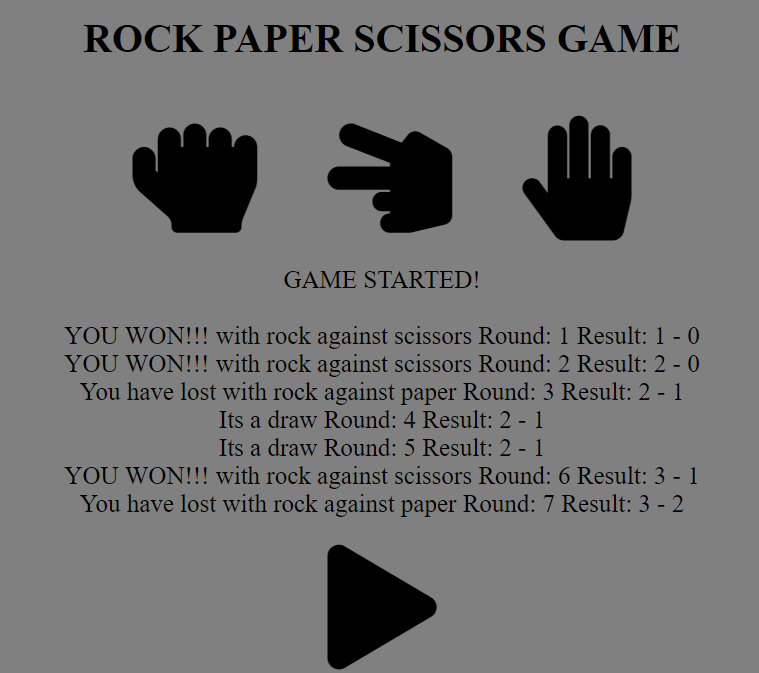 ROCK PAPER SCISSORS GAME
GAME STARTED!
YOU WON!!! with rock against scissors Round: 1 Result: 1 - 0
YOU WON!!! with rock against scissors Round: 2 Result: 2 - 0
You have lost with rock against paper Round: 3 Result: 2 - 1
Its a draw Round: 4 Result: 2 - 1
Its a draw Round: 5 Result: 2 - 1
YOU WON!!! with rock against scissors Round: 6 Result: 3 - 1
You have lost with rock against paper Round: 7 Result: 3 - 2